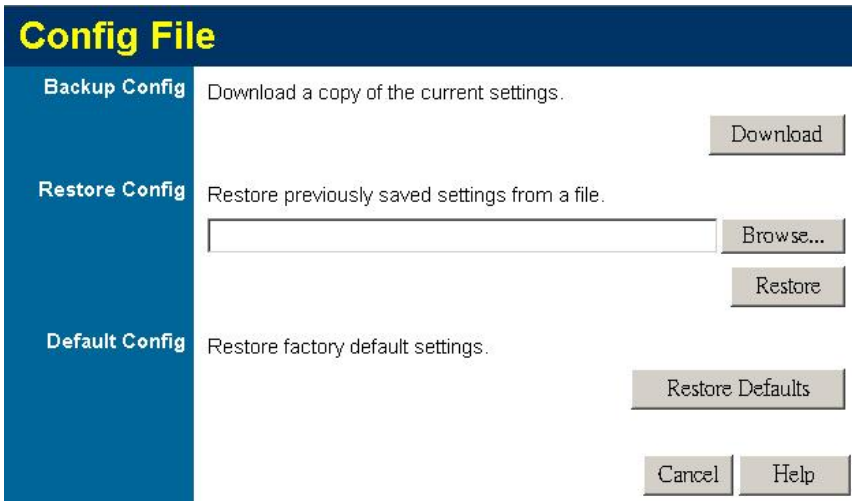 Config File
Backup Config Download a copy of the current settings.
Download
Restore Config Restore previously saved settings from a file.
Browse...
Restore
Default Config Restore factory default settings.
Restore Defaults
Cancel Help